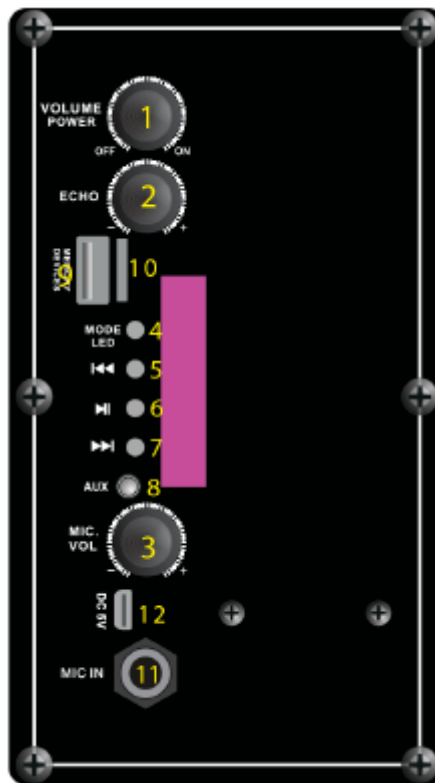 VOLUME
POWER
1
OFF
ON
ECHO
2
-
+
9
10
DEVICES
MODE
LED
4
5
6
7
AUX
8
MIC.
VOL
3
-
+
DC 5V
12
MIC IN
11